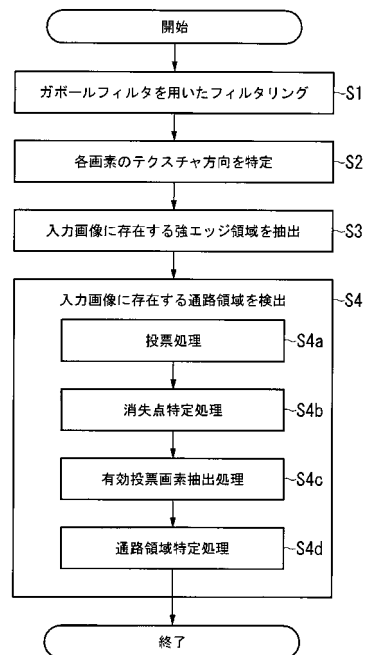 開始
ガボールフィルタを用いたフィルタリング S1
各画素のテクスチャ方向を特定 S2
入力画像に存在する強エッジ領域を抽出 S3
入力画像に存在する通路領域を検出 S4
投票処理 S4a
消失点特定処理 S4b
有効投票画素抽出処理 S4c
通路領域特定処理 S4d
終了